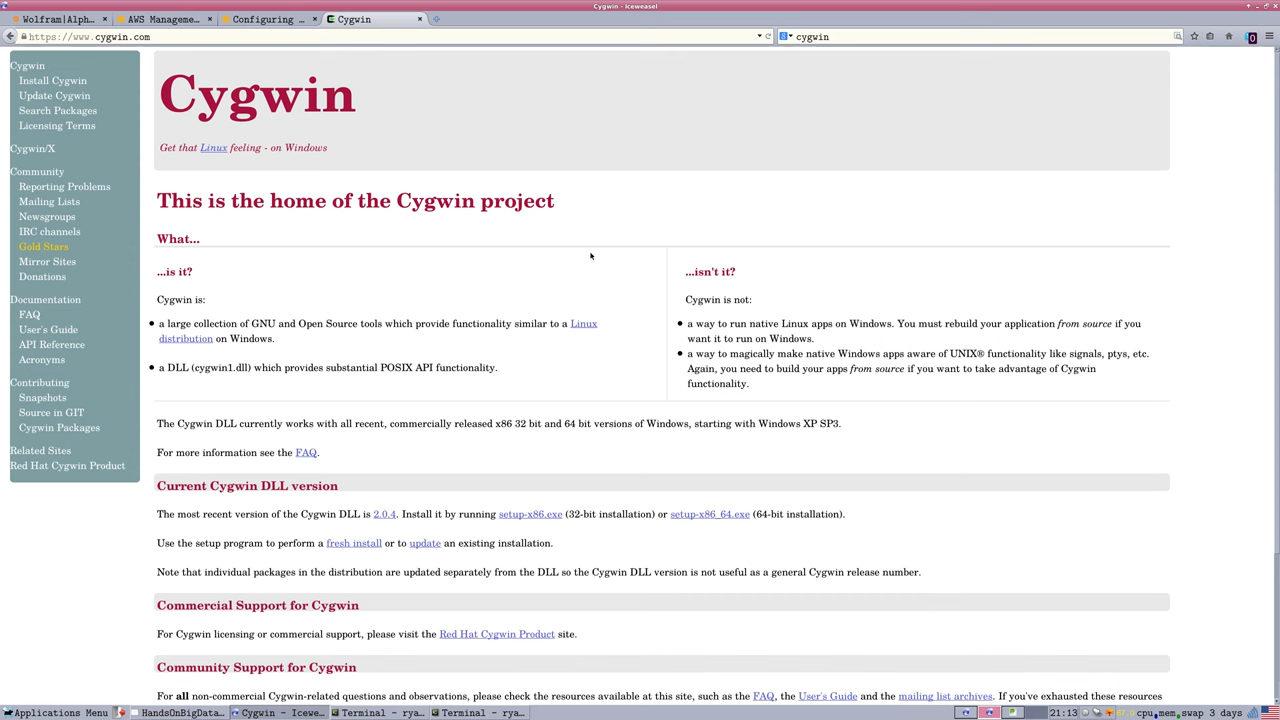 Cygwin - Iceweasel
Wolfram|Alph...
AWS Manageme...
Configuring ...
Cygwin
https://www.cygwin.com
cygwin
0
Cygwin
Install Cygwin
Update Cygwin
Search Packages
Licensing Terms
Cygwin/X
Community
Reporting Problems
Mailing Lists
Newsgroups
IRC channels
Gold Stars
Mirror Sites
Donations
Documentation
FAQ
User's Guide
API Reference
Acronyms
Contributing
Snapshots
Source in GIT
Cygwin Packages
Related Sites
Red Hat Cygwin Product
Cygwin
Get that Linux feeling - on Windows
This is the home of the Cygwin project
What...
...is it?
Cygwin is:
a large collection of GNU and Open Source tools which provide functionality similar to a Linux
distribution on Windows.
a DLL (cygwin1.dll) which provides substantial POSIX API functionality.
...isn't it?
Cygwin is not:
a way to run native Linux apps on Windows. You must rebuild your application from source if you
want it to run on Windows.
a way to magically make native Windows apps aware of UNIX® functionality like signals, ptys, etc.
Again, you need to build your apps from source if you want to take advantage of Cygwin
functionality.
The Cygwin DLL currently works with all recent, commercially released x86 32 bit and 64 bit versions of Windows, starting with Windows XP SP3.
For more information see the FAQ.
Current Cygwin DLL version
The most recent version of the Cygwin DLL is 2.0.4. Install it by running setup-x86.exe (32-bit installation) or setup-x86_64.exe (64-bit installation).
Use the setup program to perform a fresh install or to update an existing installation.
Note that individual packages in the distribution are updated separately from the DLL so the Cygwin DLL version is not useful as a general Cygwin release number.
Commercial Support for Cygwin
For Cygwin licensing or commercial support, please visit the Red Hat Cygwin Product site.
Community Support for Cygwin
For all non-commercial Cygwin-related questions and observations, please check the resources available at this site, such as the FAQ, the User's Guide and the mailing list archives. If you've exhausted these resources
Applications Menu
HandsOnBigData...
Cygwin - Icewe...
Terminal - rya...
Terminal - rya...
21:13
cpu mem swap 3 days